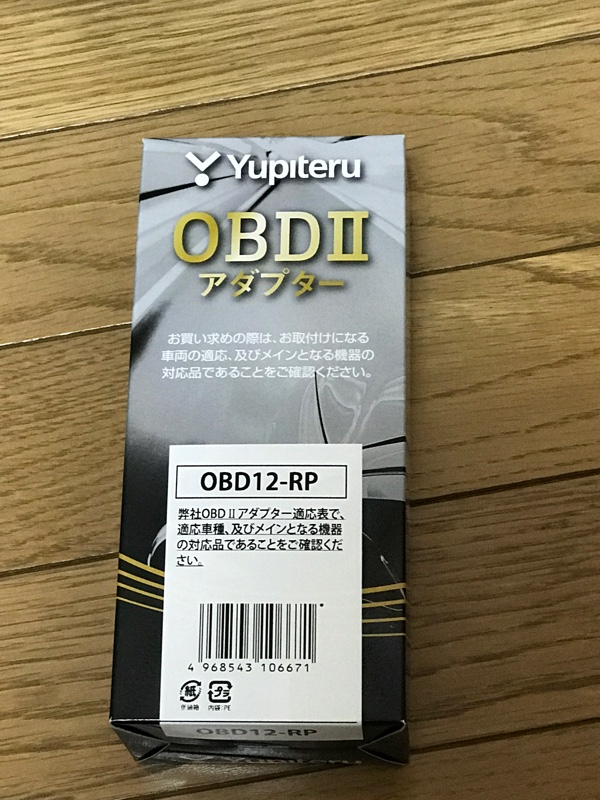 Yupiteru
OBDⅡ
アダプター
お買い求めの際は、お取付けになる
車両の適応、及びメインとなる機器の
対応品であることをご確認ください。
OBD12-RP
弊社OBDⅡアダプター適応表で、
適応車種、及びメインとなる機器
の対応品であることをご確認くだ
さい。
4 968543 106671
紙 プラ
内袋:PE
OBD12-RP